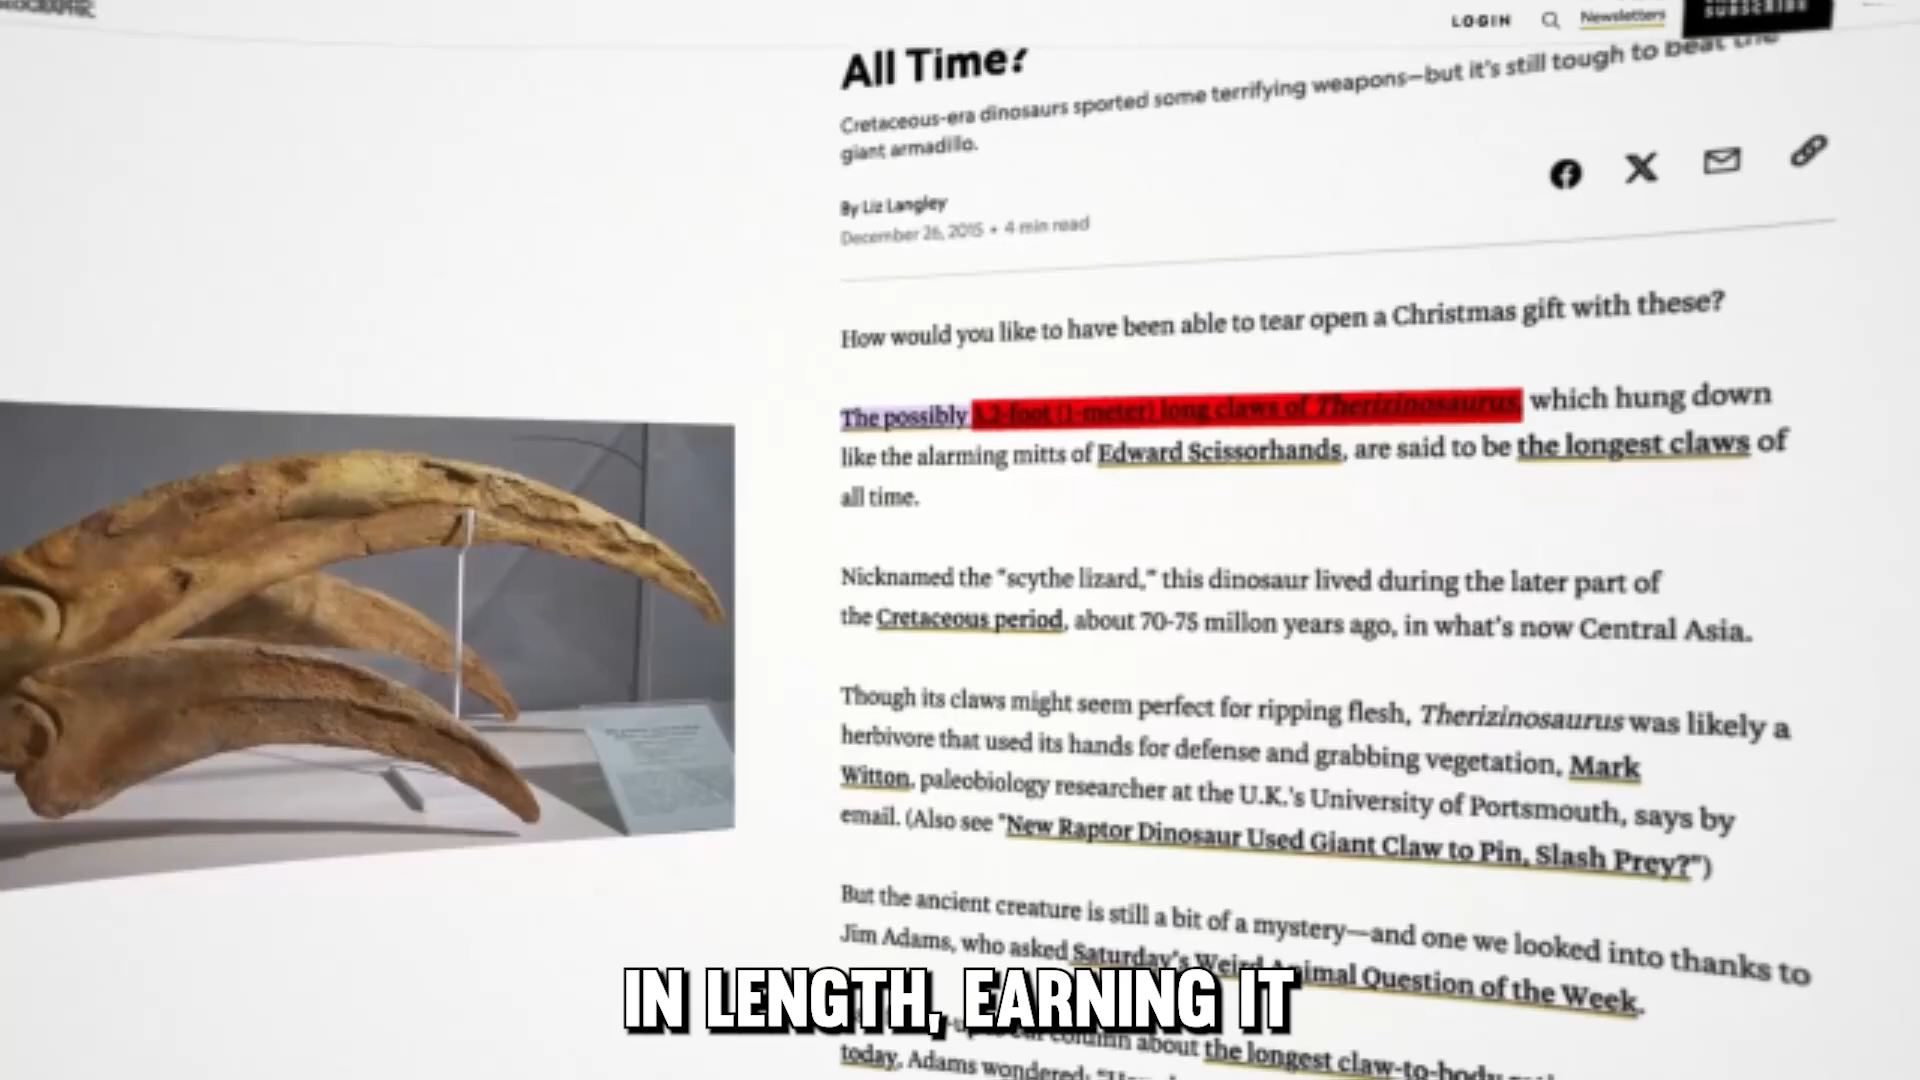 LOGIN
Newsletters
SUBSCRIBE
All Time?
Cretaceous-era dinosaurs sported some terrifying weapons—but it's still tough to beat the
giant armadillo.
By Liz Langley
December 26, 2015 • 4 min read
How would you like to have been able to tear open a Christmas gift with these?
The possibly 3.2-foot (1-meter) long claws of Therizinosaurus, which hung down
like the alarming mitts of Edward Scissorhands, are said to be the longest claws of
all time.
Nicknamed the "scythe lizard," this dinosaur lived during the later part of
the Cretaceous period, about 70-75 millon years ago, in what's now Central Asia.
Though its claws might seem perfect for ripping flesh, Therizinosaurus was likely a
herbivore that used its hands for defense and grabbing vegetation, Mark
Witton, paleobiology researcher at the U.K.'s University of Portsmouth, says by
email. (Also see "New Raptor Dinosaur Used Giant Claw to Pin, Slash Prey?")
But the ancient creature is still a bit of a mystery—and one we looked into thanks to
Jim Adams, who asked Saturday's Weird Animal Question of the Week.
IN LENGTH, EARNING IT
column about the longest claw-to-body
today, Adams wondered: